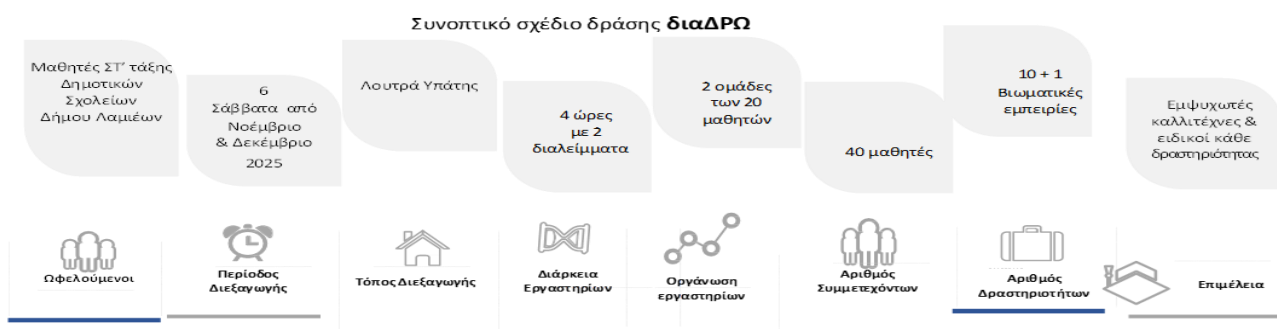 Συνοπτικό σχέδιο δράσης διαΔΡΩ
Μαθητές ΣΤ’ τάξης
Δημοτικών
Σχολείων
Δήμου Λαμιέων
6
Σάββατα από
Νοέμβριο
& Δεκέμβριο
2025
Λουτρά Υπάτης
4 ώρες
με 2
διαλείμματα
2 ομάδες
των 20
μαθητών
40 μαθητές
10 + 1
Βιωματικές
εμπειρίες
Εμψυχωτές
καλλιτέχνες &
ειδικοί κάθε
δραστηριότητας
Ωφελούμενοι
Περίοδος
Διεξαγωγής
Τόπος Διεξαγωγής
Διάρκεια
Εργαστηρίων
Οργάνωση
εργαστηρίων
Αριθμός
Συμμετεχόντων
Αριθμός
Δραστηριοτήτων
Επιμέλεια